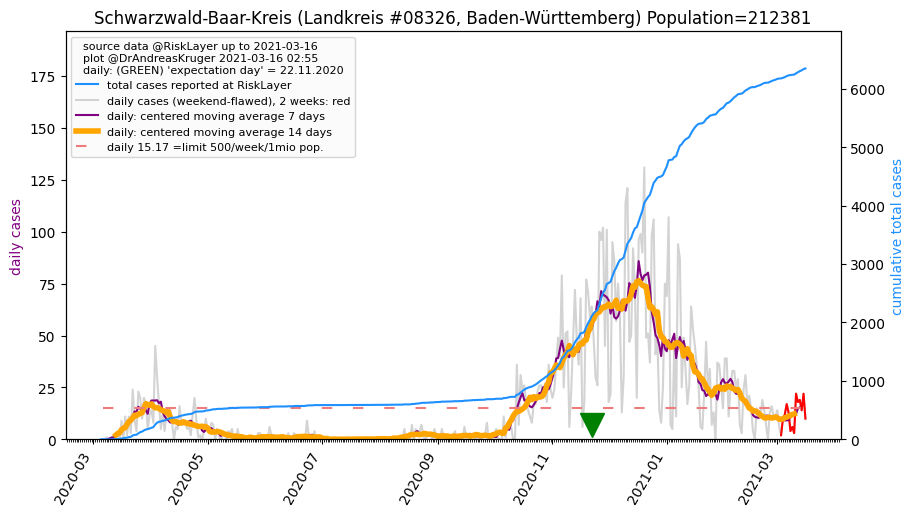 Schwarzwald-Baar-Kreis (Landkreis #08326, Baden-Württemberg) Population=212381
source data @RiskLayer up to 2021-03-16
plot @DrAndreasKruger 2021-03-16 02:55
daily: (GREEN) 'expectation day' = 22.11.2020
total cases reported at RiskLayer
daily cases (weekend-flawed), 2 weeks: red
daily: centered moving average 7 days
daily: centered moving average 14 days
daily 15.17 =limit 500/week/1mio pop.
daily cases
175
150
125
100
75
50
25
0
6000
5000
4000
3000
2000
1000
0
cumulative total cases
2020-03
2020-05
2020-07
2020-09
2020-11
2021-01
2021-03